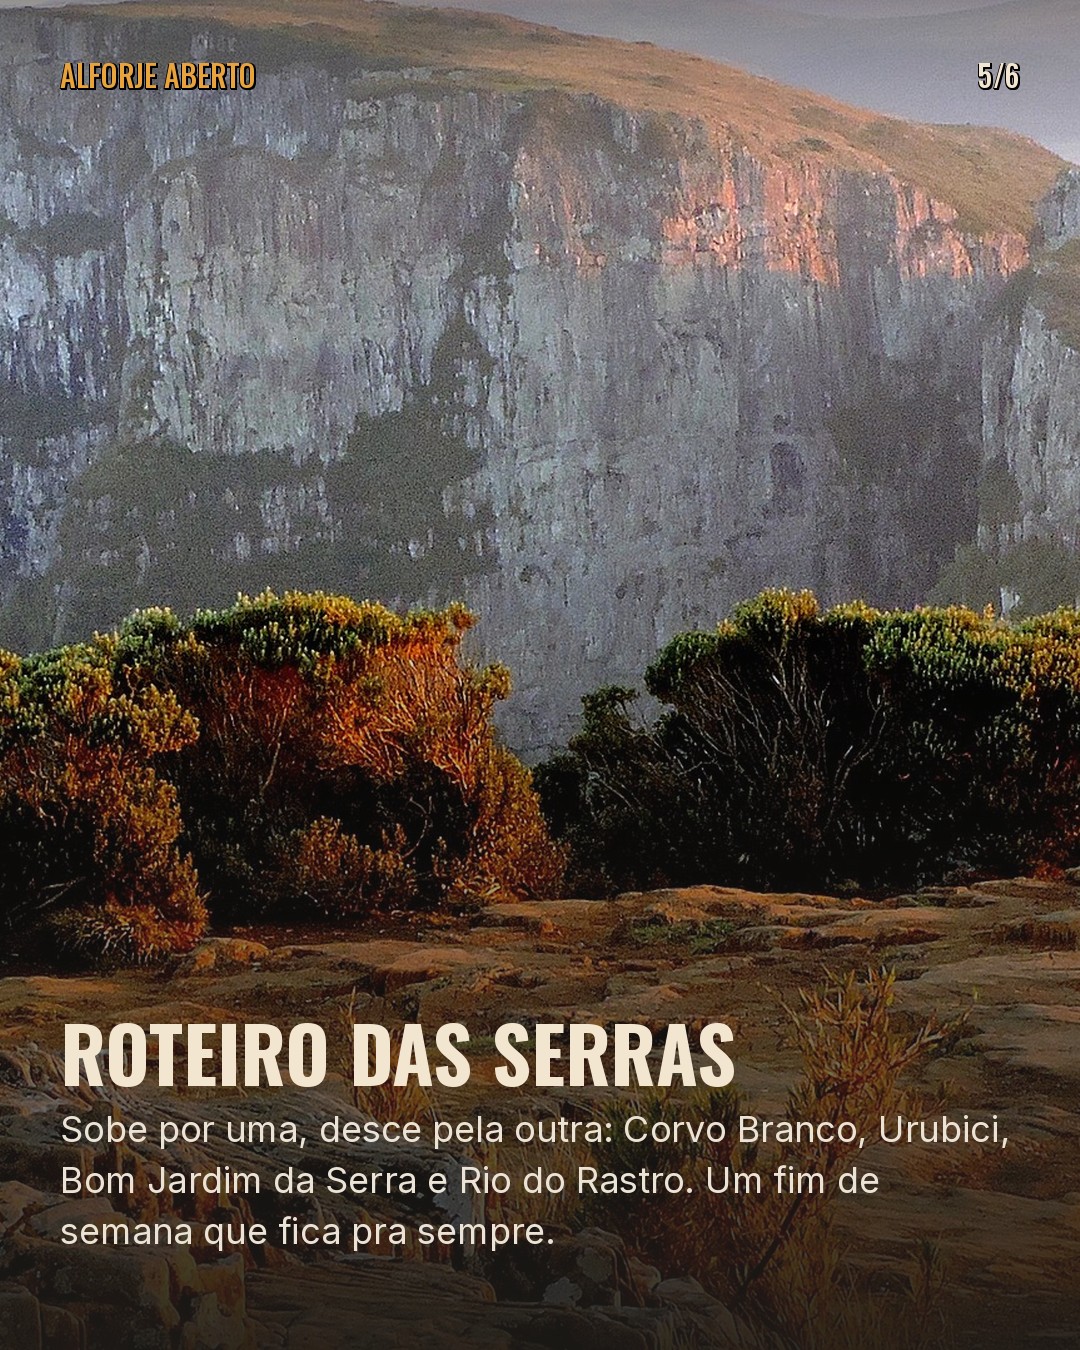 ALFORJE ABERTO
5/6
ROTEIRO DAS SERRAS
Sobe por uma, desce pela outra: Corvo Branco, Urubici,
Bom Jardim da Serra e Rio do Rastro. Um fim de
semana que fica pra sempre.